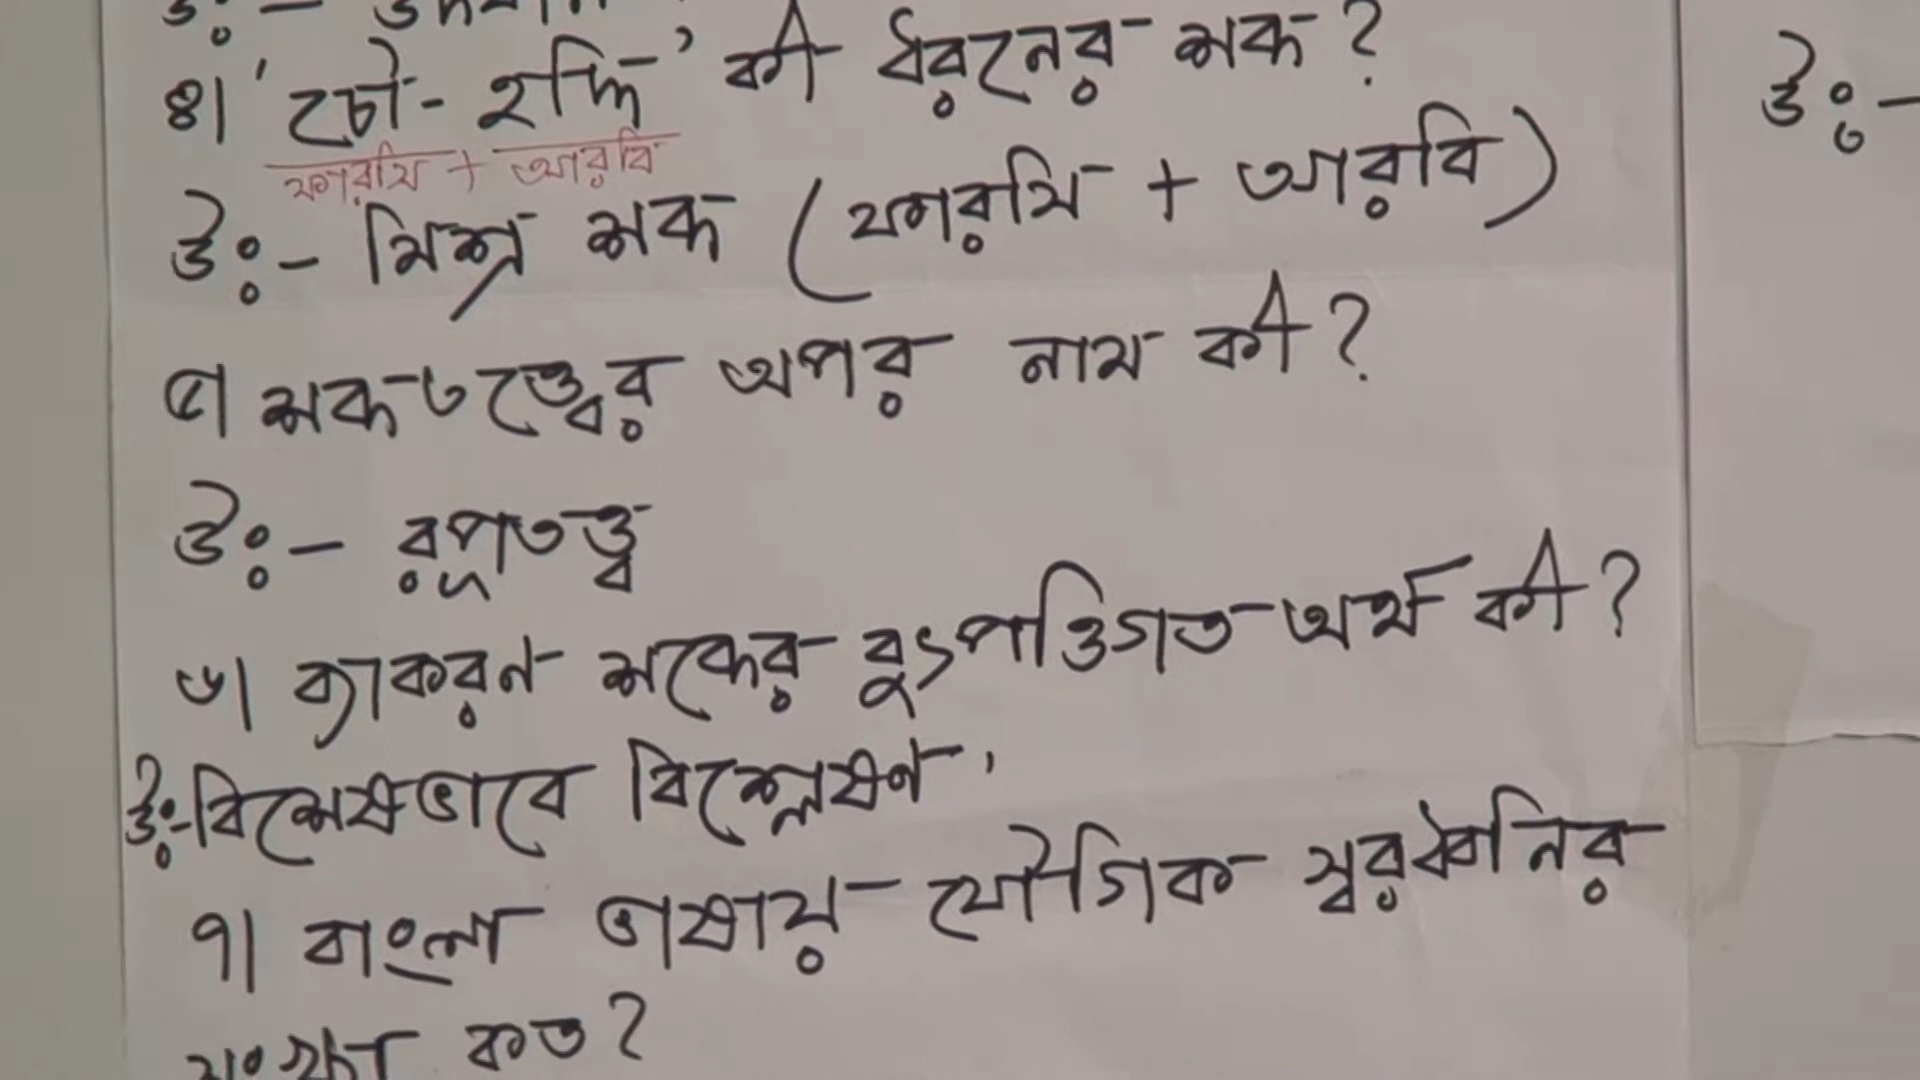 ৪। 'চৌ-হদ্দি' কী ধরনের শব্দ?
ফারসি + আরবি
উঃ- মিশ্র শব্দ (ফারসি + আরবি)
৫। শব্দতত্ত্বের অপর নাম কী?
উঃ- রূপতত্ত্ব
৬। ব্যাকরণ শব্দের বুৎপত্তিগত অর্থ কী?
উঃ- বিশেষভাবে বিশ্লেষণ।
৭। বাংলা ভাষায় যৌগিক স্বরধ্বনির
সংখ্যা কত?
উঃ-